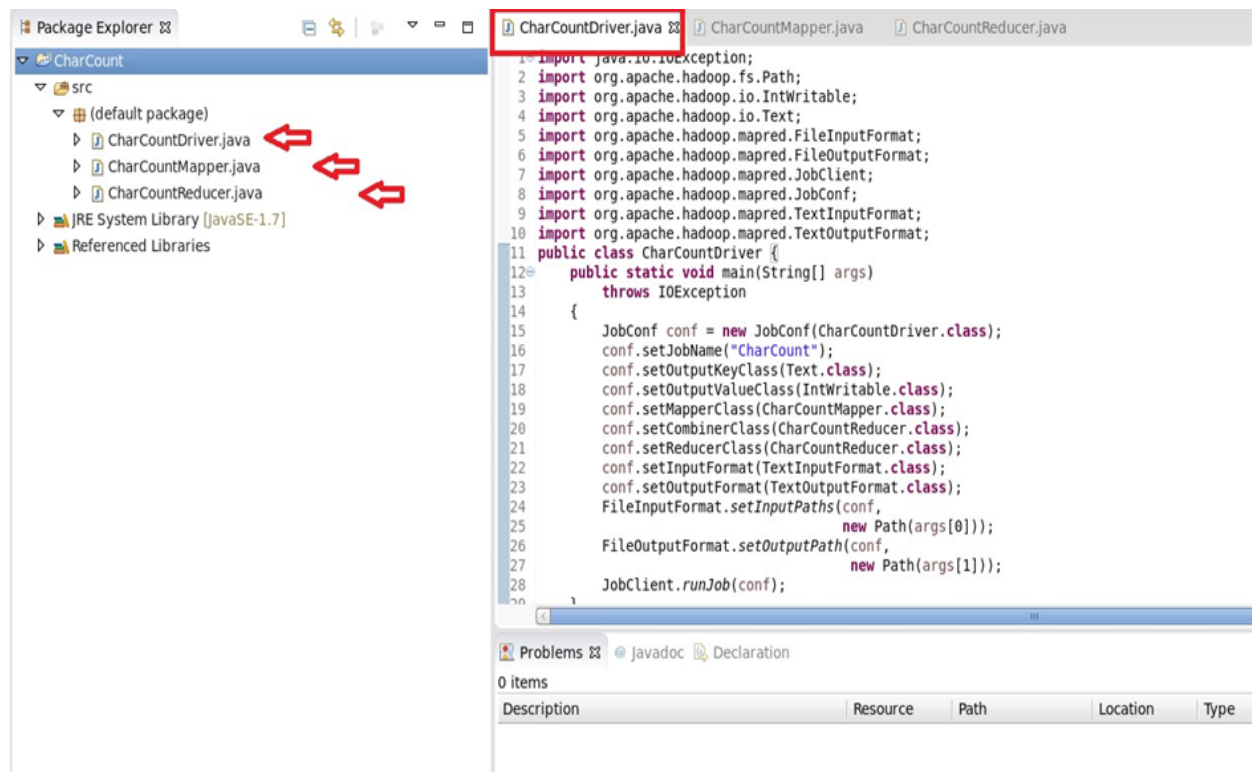 Package Explorer
CharCount
src
(default package)
CharCountDriver.java
CharCountMapper.java
CharCountReducer.java
JRE System Library [JavaSE-1.7]
Referenced Libraries
CharCountDriver.java CharCountMapper.java CharCountReducer.java
1 import java.io.IOException;
2 import org.apache.hadoop.fs.Path;
3 import org.apache.hadoop.io.IntWritable;
4 import org.apache.hadoop.io.Text;
5 import org.apache.hadoop.mapred.FileInputFormat;
6 import org.apache.hadoop.mapred.FileOutputFormat;
7 import org.apache.hadoop.mapred.JobClient;
8 import org.apache.hadoop.mapred.JobConf;
9 import org.apache.hadoop.mapred.TextInputFormat;
10 import org.apache.hadoop.mapred.TextOutputFormat;
11 public class CharCountDriver {
12 public static void main(String[] args)
13 throws IOException
14 {
15 JobConf conf = new JobConf(CharCountDriver.class);
16 conf.setJobName("CharCount");
17 conf.setOutputKeyClass(Text.class);
18 conf.setOutputValueClass(IntWritable.class);
19 conf.setMapperClass(CharCountMapper.class);
20 conf.setCombinerClass(CharCountReducer.class);
21 conf.setReducerClass(CharCountReducer.class);
22 conf.setInputFormat(TextInputFormat.class);
23 conf.setOutputFormat(TextOutputFormat.class);
24 FileInputFormat.setInputPaths(conf,
25 new Path(args[0]));
26 FileOutputFormat.setOutputPath(conf,
27 new Path(args[1]));
28 JobClient.runJob(conf);
29 }
Problems Javadoc Declaration
0 items
Description Resource Path Location Type